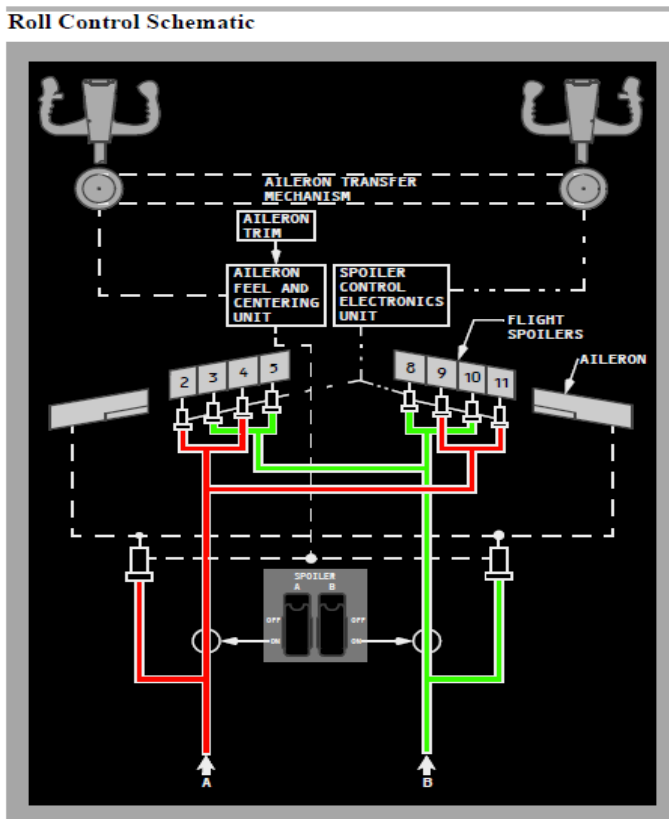 Roll Control Schematic
AILERON TRANSFER
MECHANISM
AILERON
TRIM
AILERON
FEEL AND
CENTERING
UNIT
SPOILER
CONTROL
ELECTRONICS
UNIT
FLIGHT
SPOILERS
AILERON
2 3 4 5
8 9 10 11
SPOILER
A B
OFF OFF
ON ON
A B